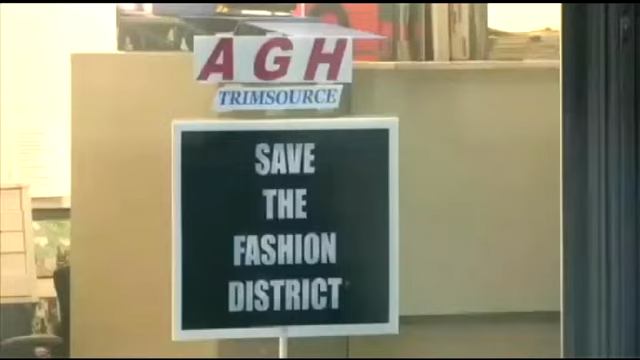 AGH
TRIMSOURCE
SAVE
THE
FASHION
DISTRICT